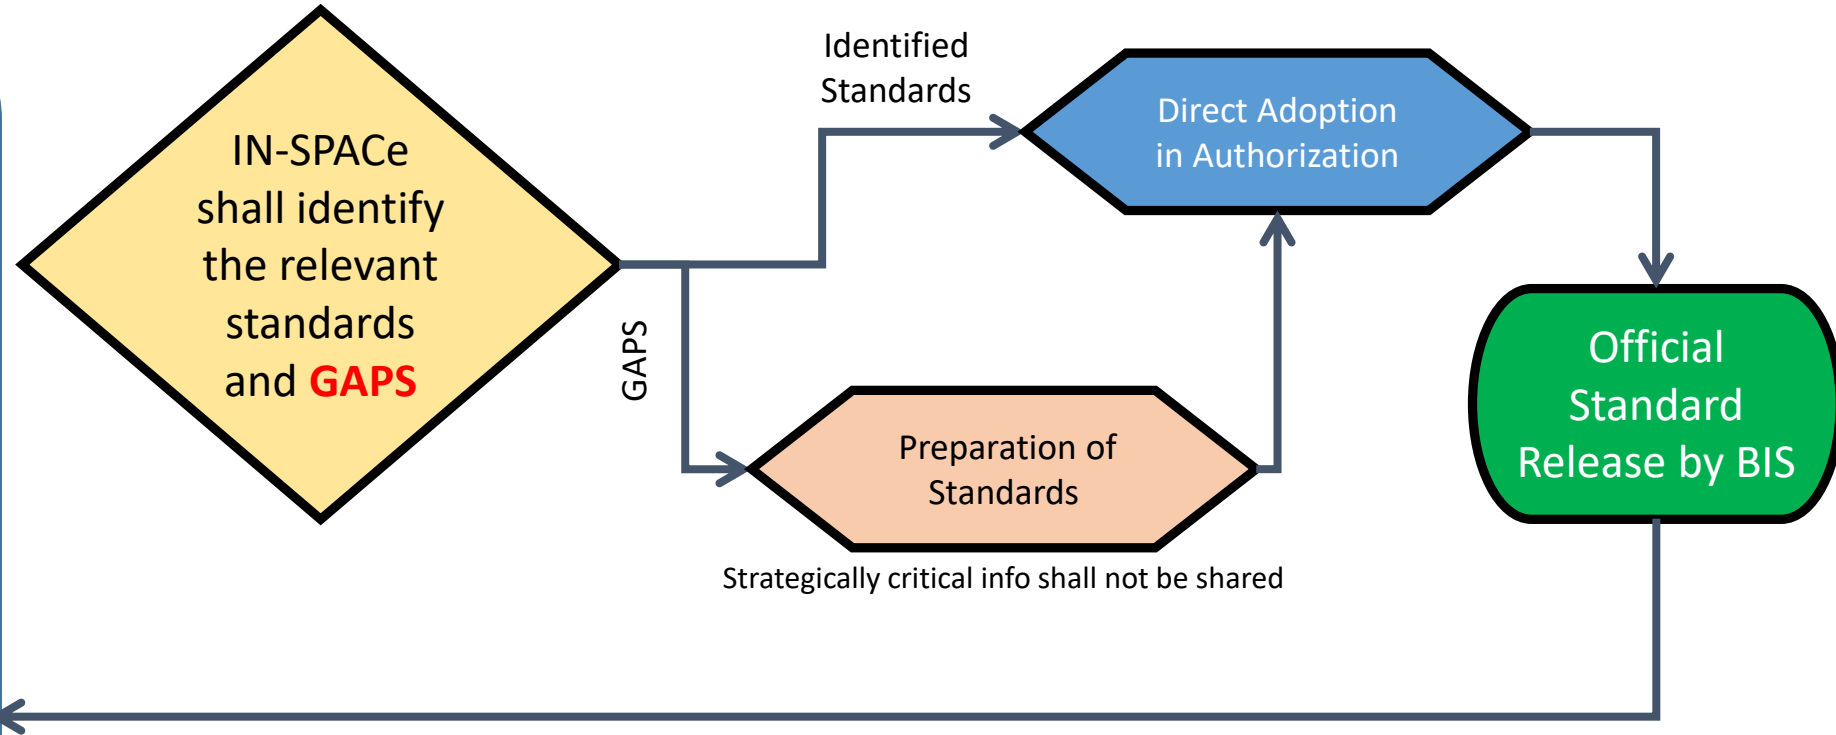 IN-SPACe
shall identify
the relevant
standards
and GAPS
Identified
Standards
Direct Adoption
in Authorization
GAPS
Preparation of
Standards
Strategically critical info shall not be shared
Official
Standard
Release by BIS